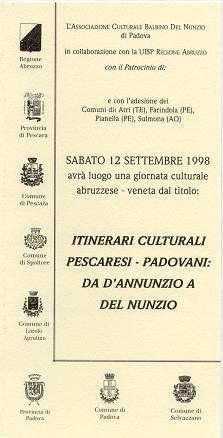 L'ASSOCIAZIONE CULTURALE BALBINO DEL NUNZIO
di Padova
in collaborazione con la UISP REGIONE ABRUZZO
con il Patrocinio di:
Regione
Abruzzo
e con l'adesione dei
Comuni di: Atri (TE), Farindola (PE),
Pianella (PE), Sulmona (AO)
Provincia
di Pescara
SABATO 12 SETTEMBRE 1998
avrà luogo una giornata culturale
abruzzese - veneta dal titolo:
Comune
di Pescara
ITINERARI CULTURALI
PESCARESI - PADOVANI:
DA D'ANNUNZIO A
DEL NUNZIO
Comune
di Spoltore
Comune di
Loreto
Aprutino
Provincia di
Padova
Comune di
Padova
Comune di
Selvazzano